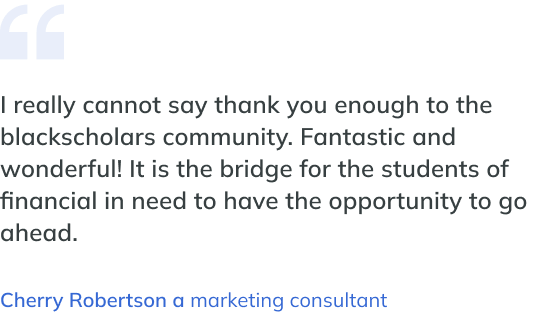 I really cannot say thank you enough to the
blackscholars community. Fantastic and
wonderful! It is the bridge for the students of
financial in need to have the opportunity to go
ahead.
Cherry Robertson a marketing consultant